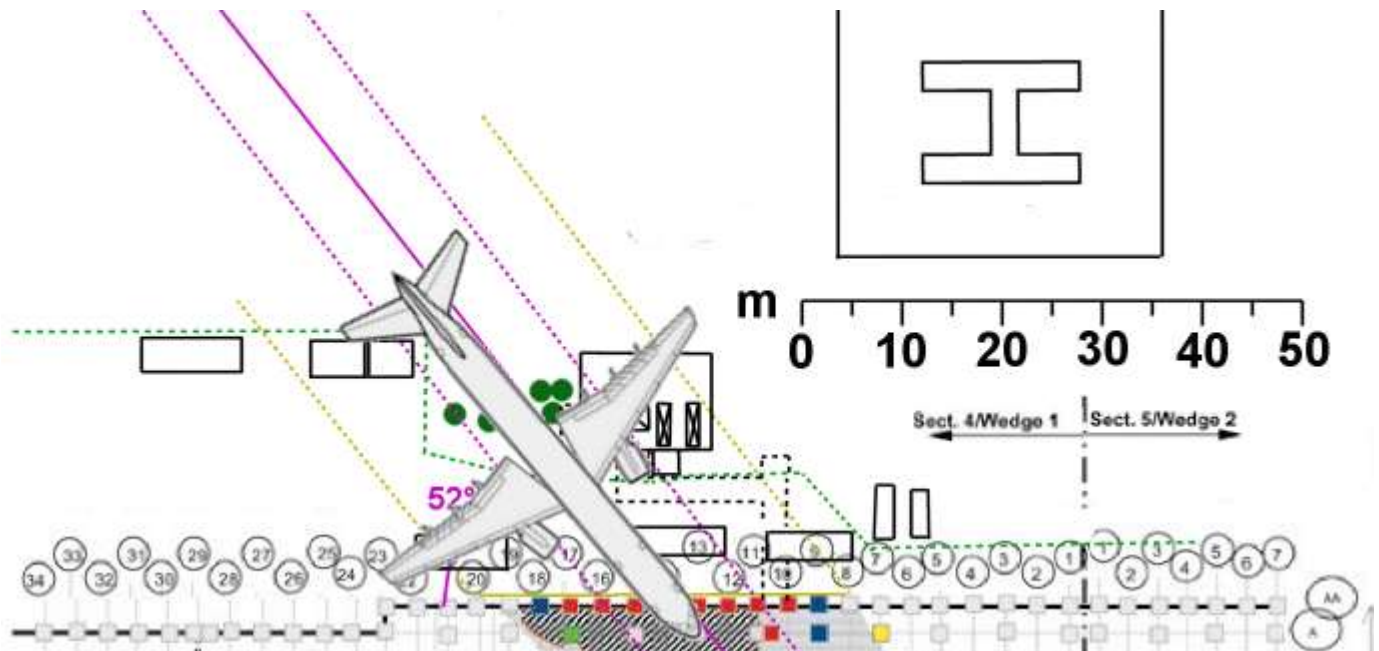 H
m
0 10 20 30 40 50
Sect. 4/Wedge 1 Sect. 5/Wedge 2
52°
33 31 29 27 25 23 19 17 13 11 9 7 5 3 1 1 3 5 7
34 32 30 28 26 24 20 18 16 12 10 8 6 4 2 2 4 6
AA
A